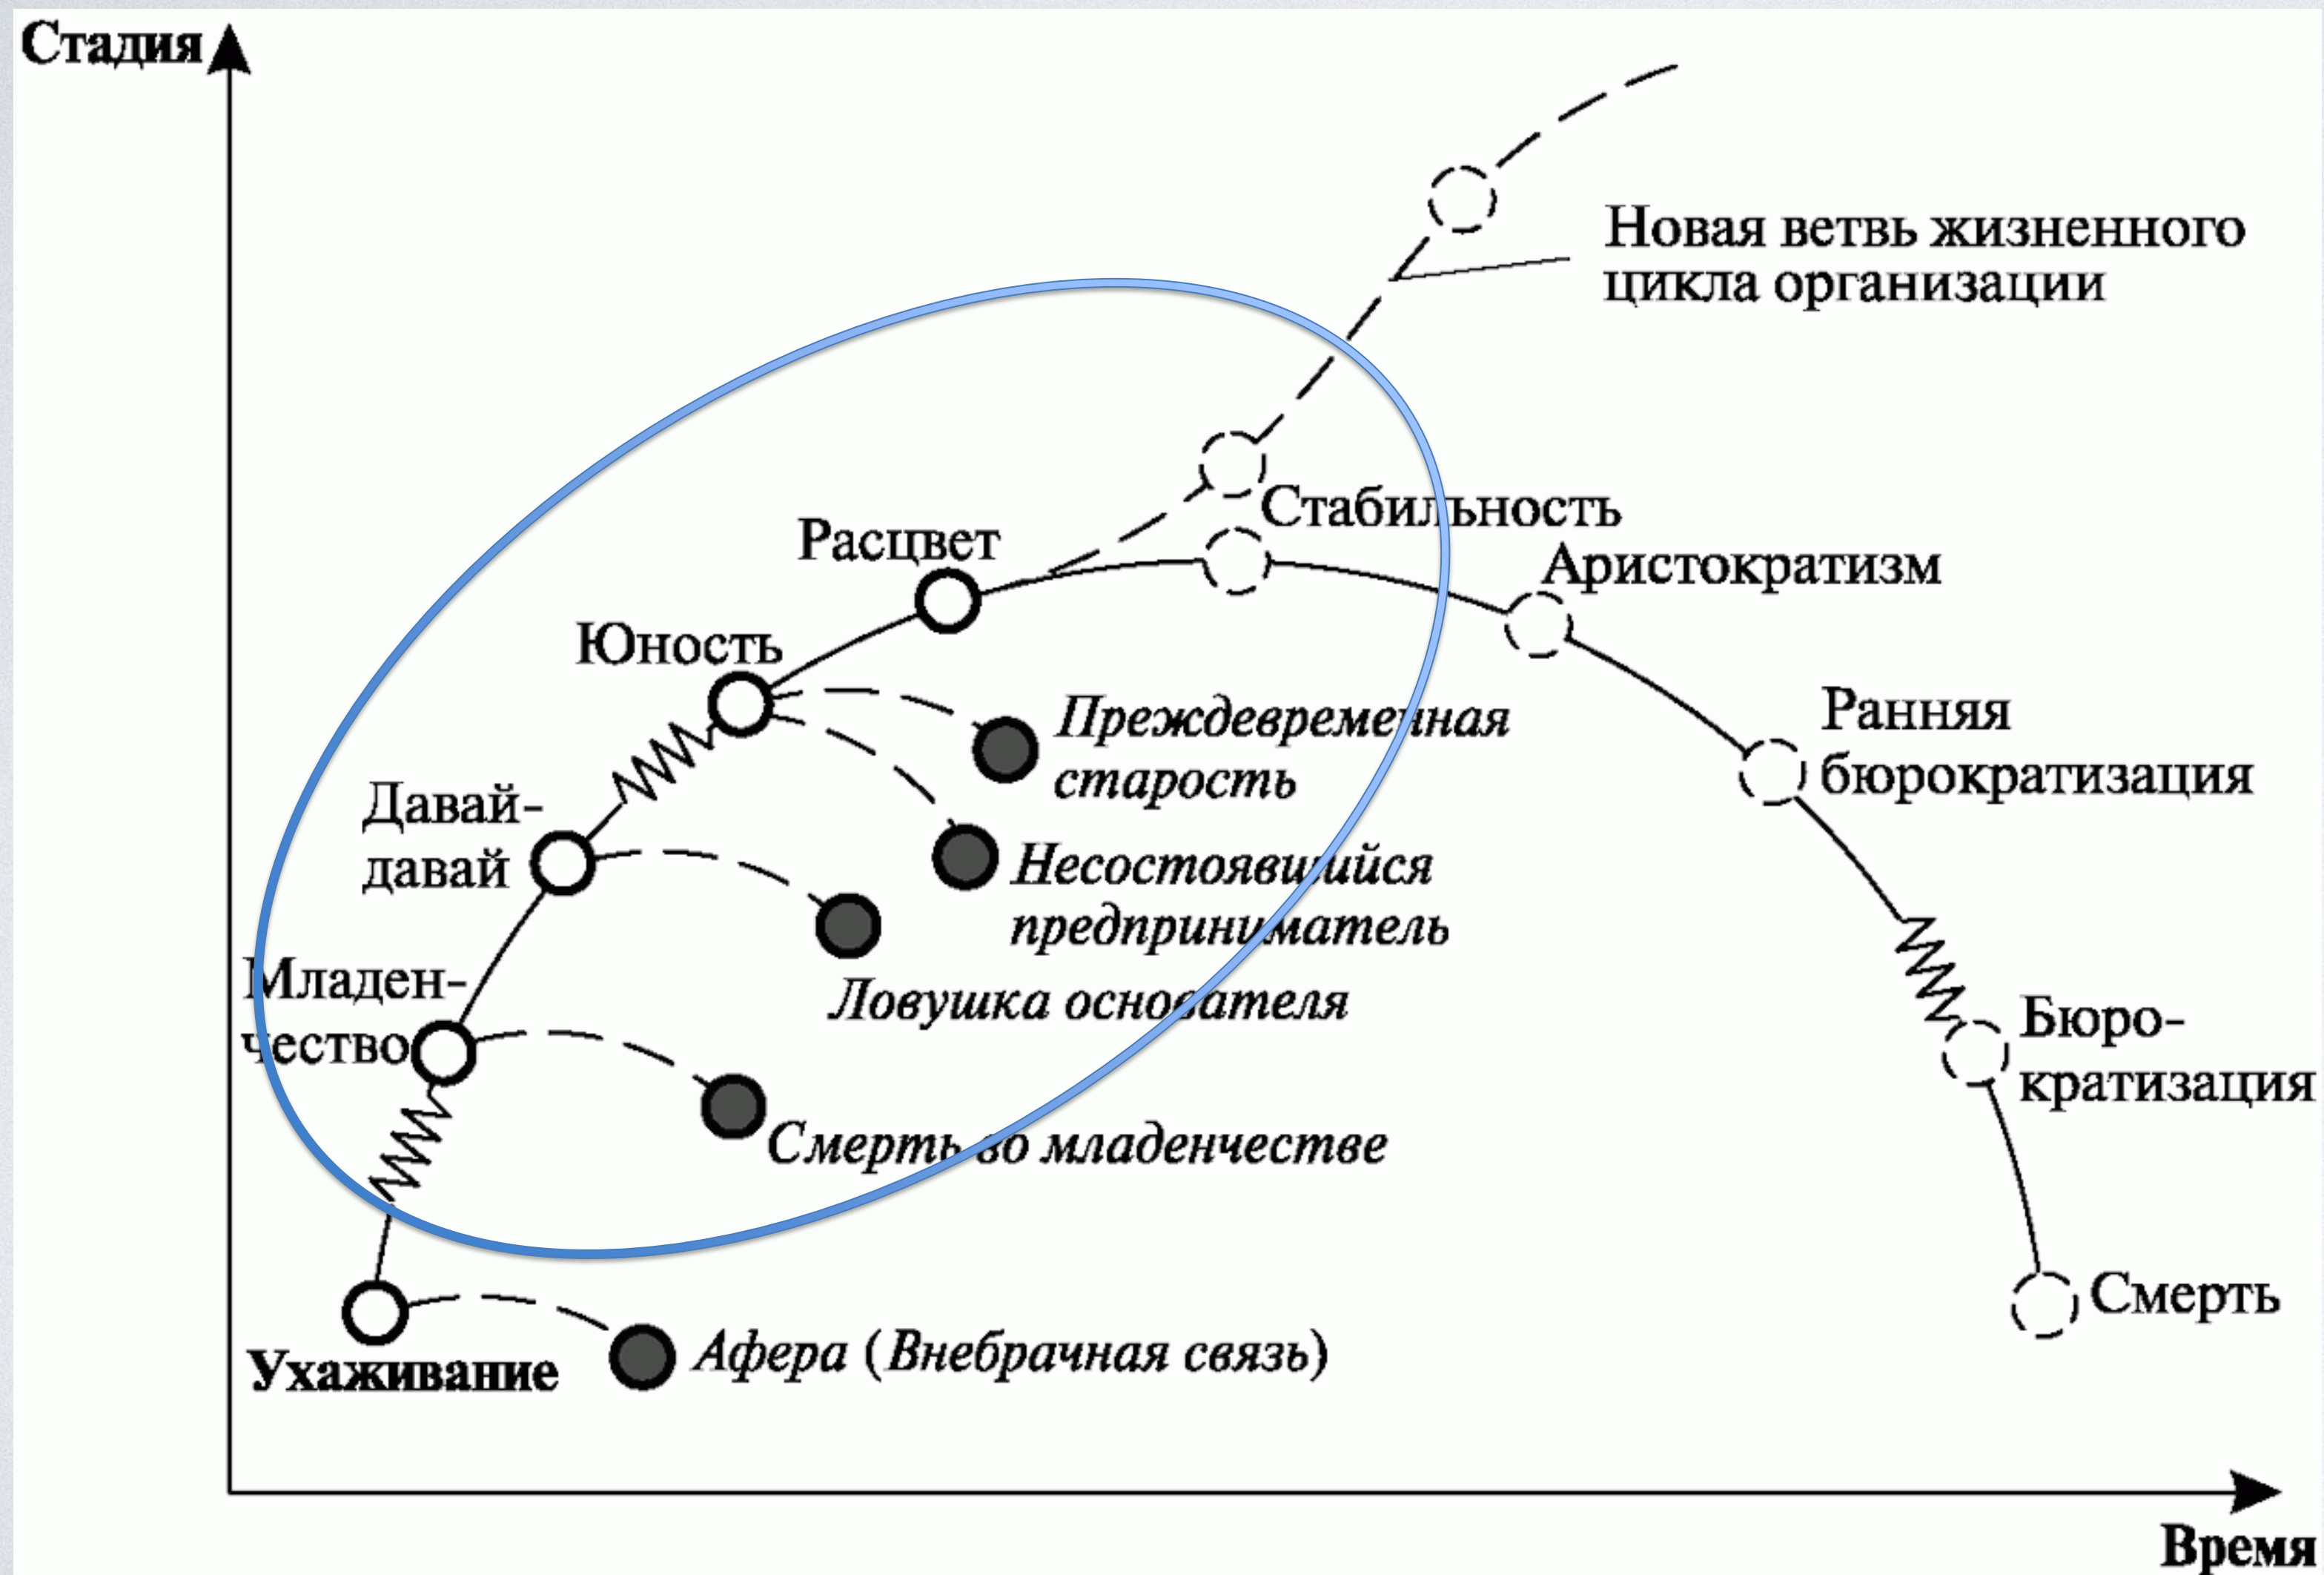 Стадия
Новая ветвь жизненного
цикла организации
Стабильность
Расцвет
Аристократизм
Юность
Преждевременная
старость
Ранняя
бюрократизация
Давай-
давай
Несостоявшийся
предприниматель
Младен-
чество
Ловушка основателя
Бюро-
кратизация
Смерть во младенчестве
Смерть
Ухаживание
Афера (Внебрачная связь)
Время